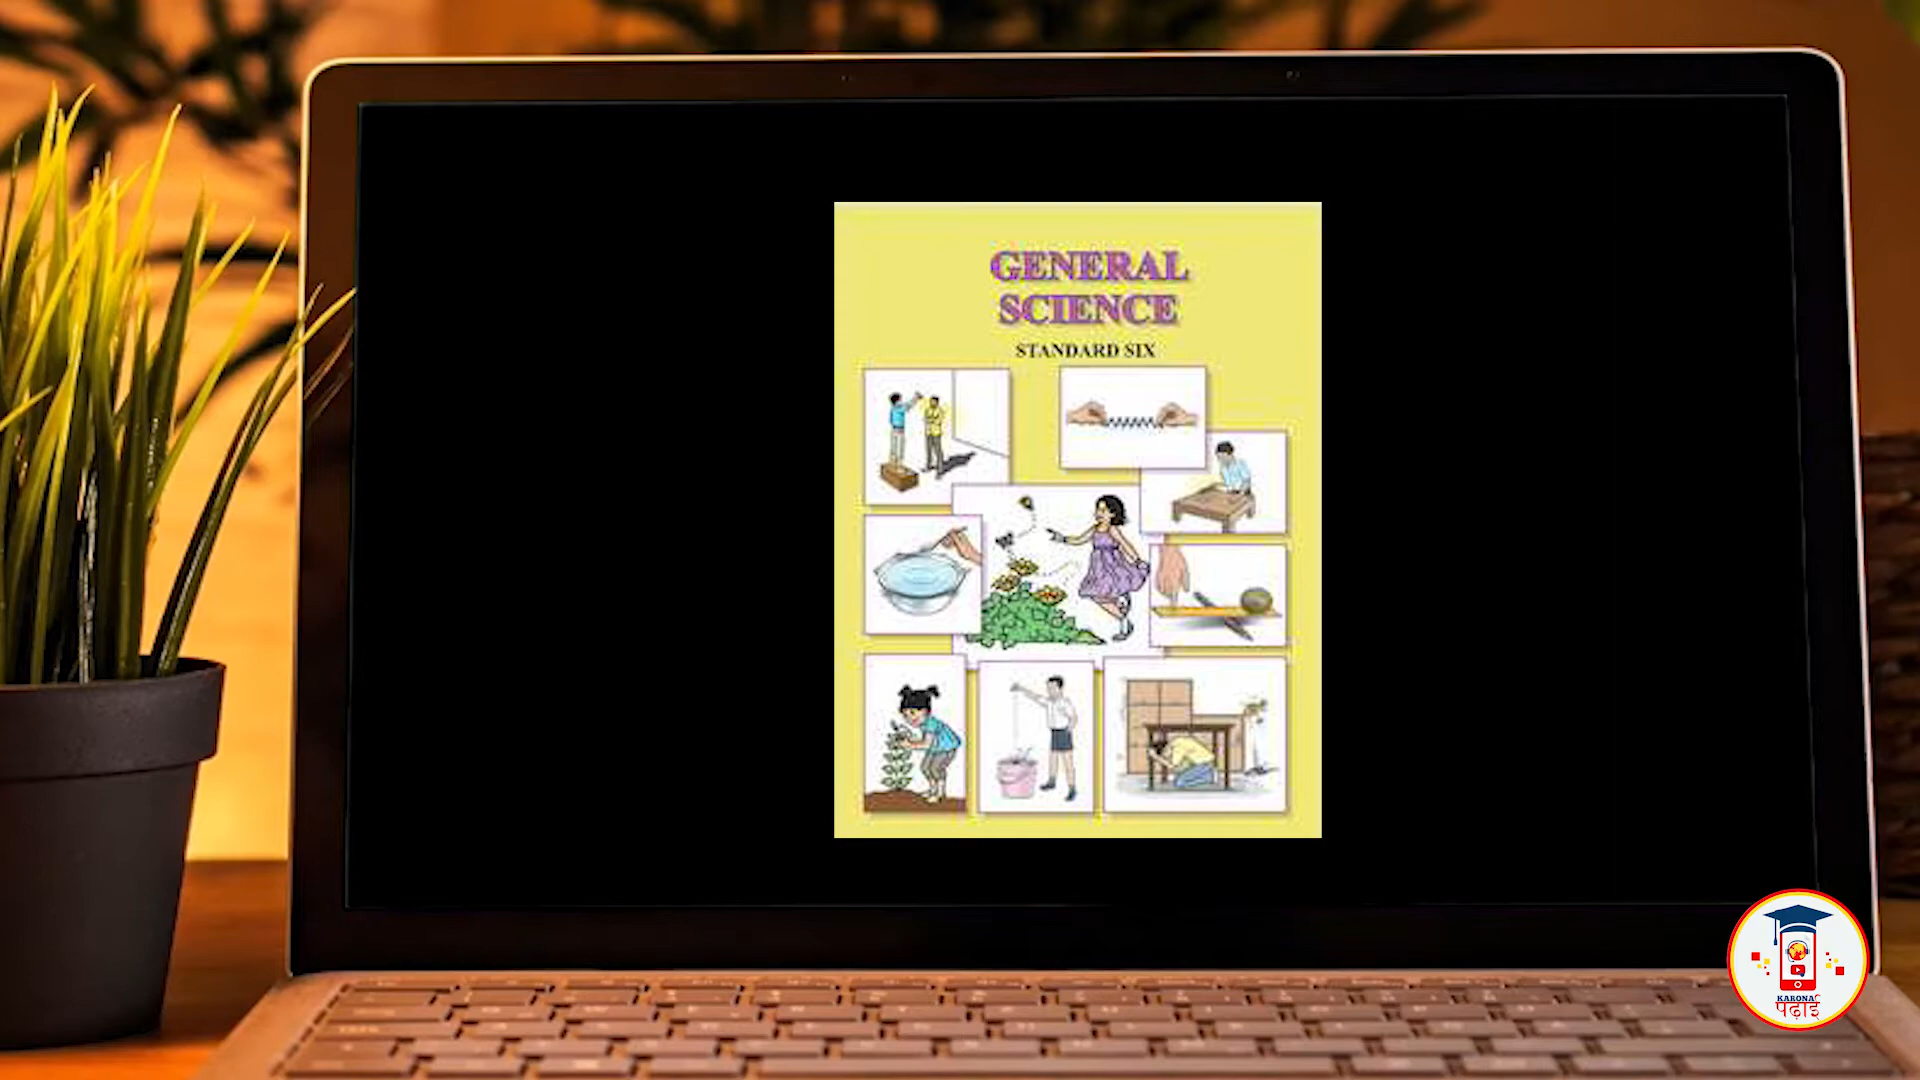 GENERAL
SCIENCE
STANDARD SIX
KARONA
पढ़ाई